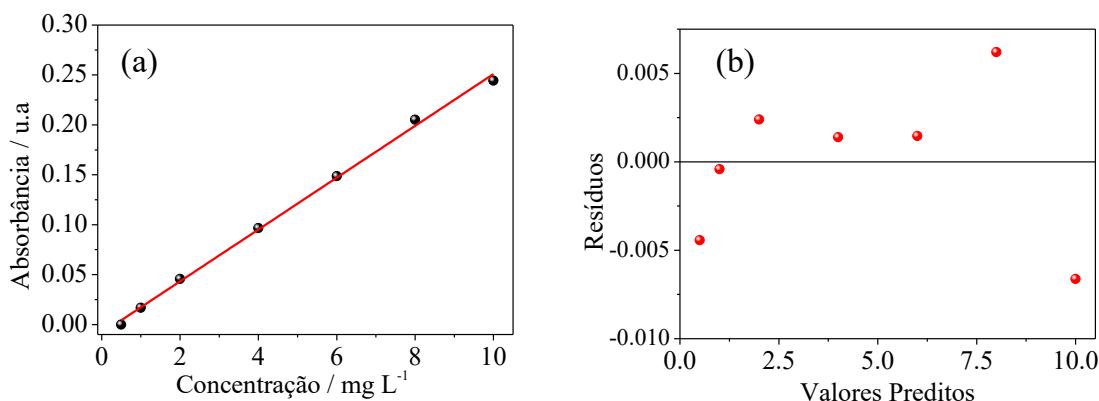 (a)
Absorbância / u.a
0.30
0.25
0.20
0.15
0.10
0.05
0.00
0 2 4 6 8 10
Concentração / mg L⁻¹
(b)
Resíduos
0.005
0.000
-0.005
-0.010
0.0 2.5 5.0 7.5 10.0
Valores Preditos